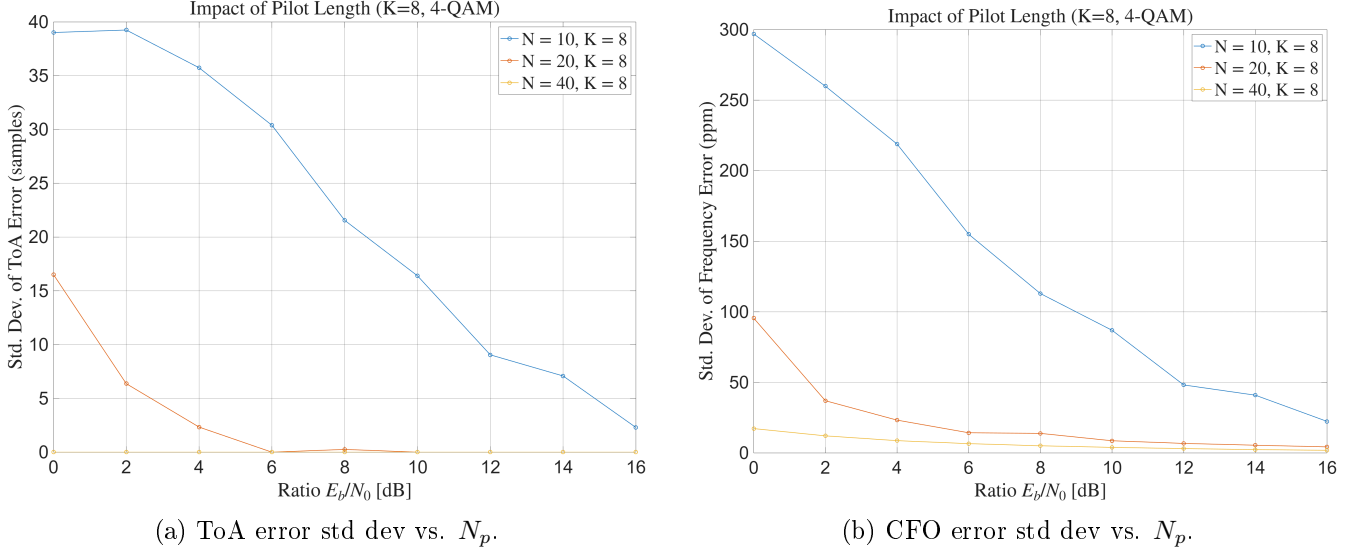 Impact of Pilot Length (K=8, 4-QAM)
40
35
30
25
20
15
10
5
0
Std. Dev. of ToA Error (samples)
N = 10, K = 8
N = 20, K = 8
N = 40, K = 8
0 2 4 6 8 10 12 14 16
Ratio E_b/N_0 [dB]
(a) ToA error std dev vs. N_p.
Impact of Pilot Length (K=8, 4-QAM)
300
250
200
150
100
50
0
Std. Dev. of Frequency Error (ppm)
N = 10, K = 8
N = 20, K = 8
N = 40, K = 8
0 2 4 6 8 10 12 14 16
Ratio E_b/N_0 [dB]
(b) CFO error std dev vs. N_p.